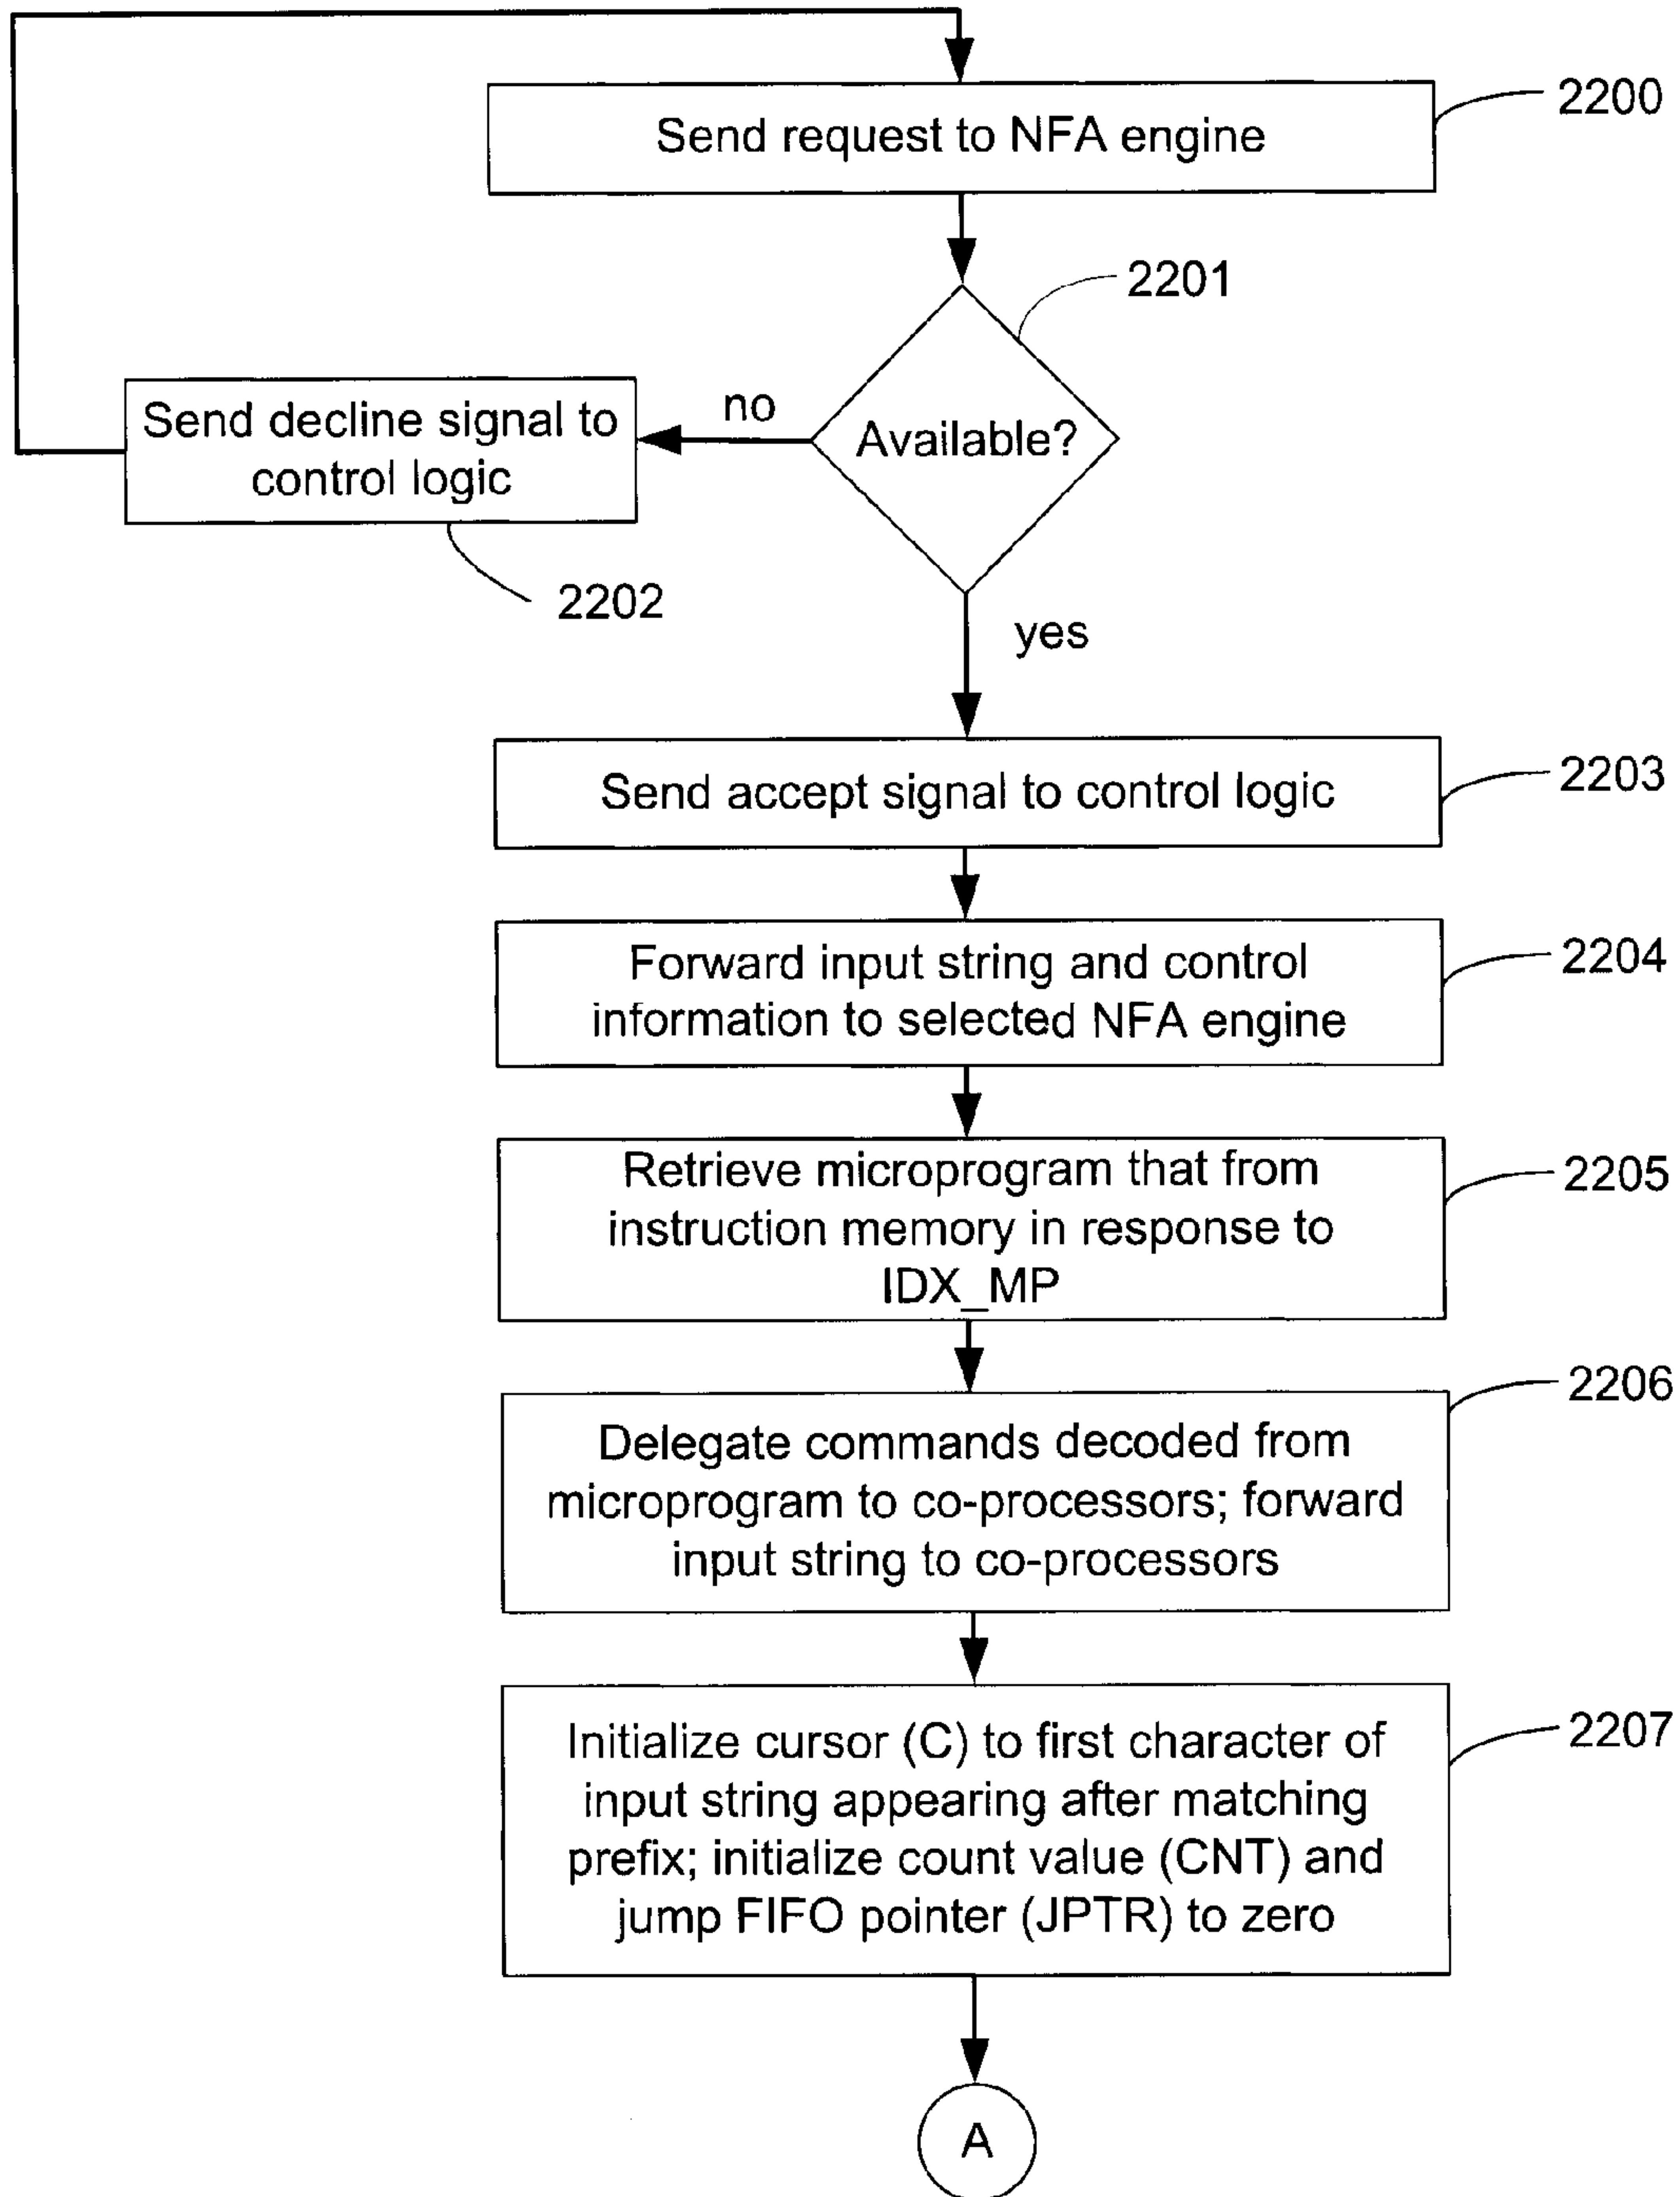 Send request to NFA engine
2200
2201
Available?
no
Send decline signal to
control logic
2202
yes
Send accept signal to control logic
2203
Forward input string and control
information to selected NFA engine
2204
Retrieve microprogram that from
instruction memory in response to
IDX_MP
2205
Delegate commands decoded from
microprogram to co-processors; forward
input string to co-processors
2206
Initialize cursor (C) to first character of
input string appearing after matching
prefix; initialize count value (CNT) and
jump FIFO pointer (JPTR) to zero
2207
A